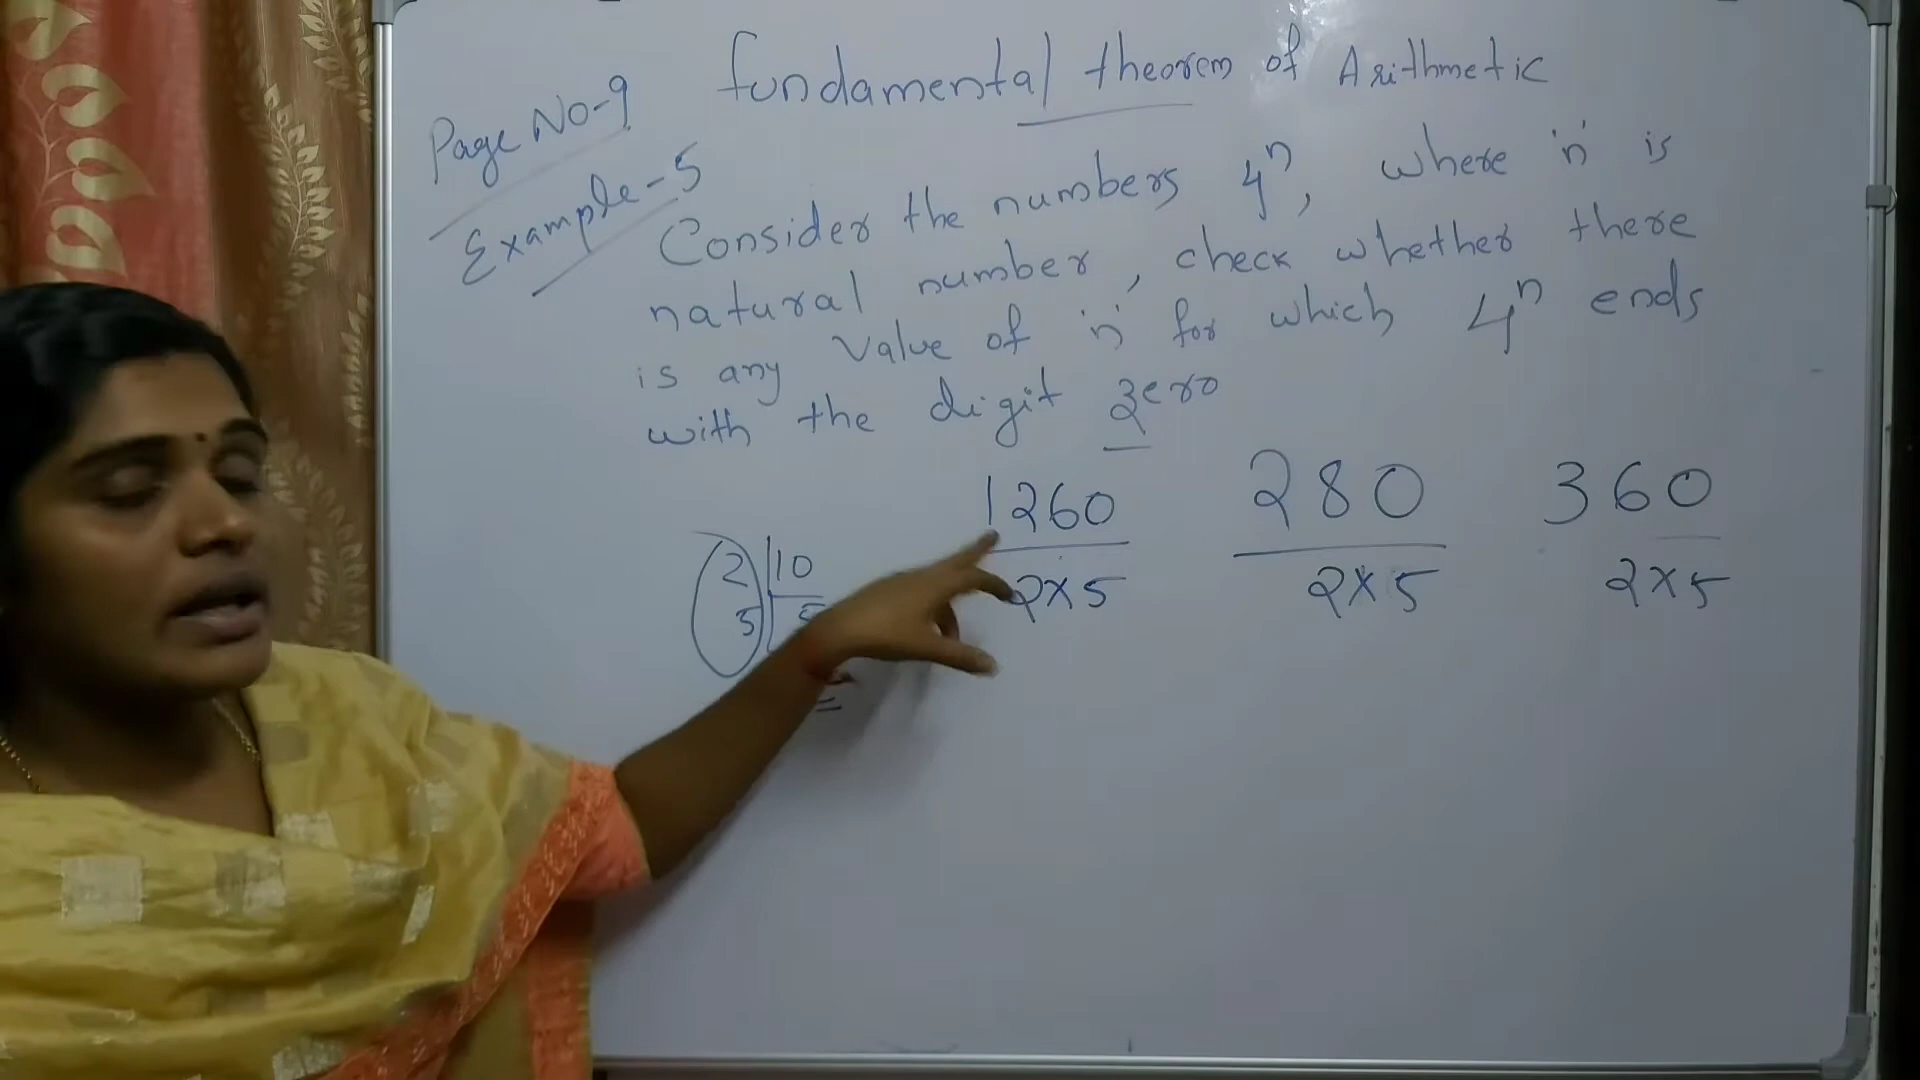 Fundamental theorem of Arithmetic
Page No-9
Example-5
Consider the numbers 4ⁿ, where 'n' is
natural number, check whether there
is any value of 'n' for which 4ⁿ ends
with the digit zero
1260 280 360
2 10
5 5
2×5 2×5 2×5